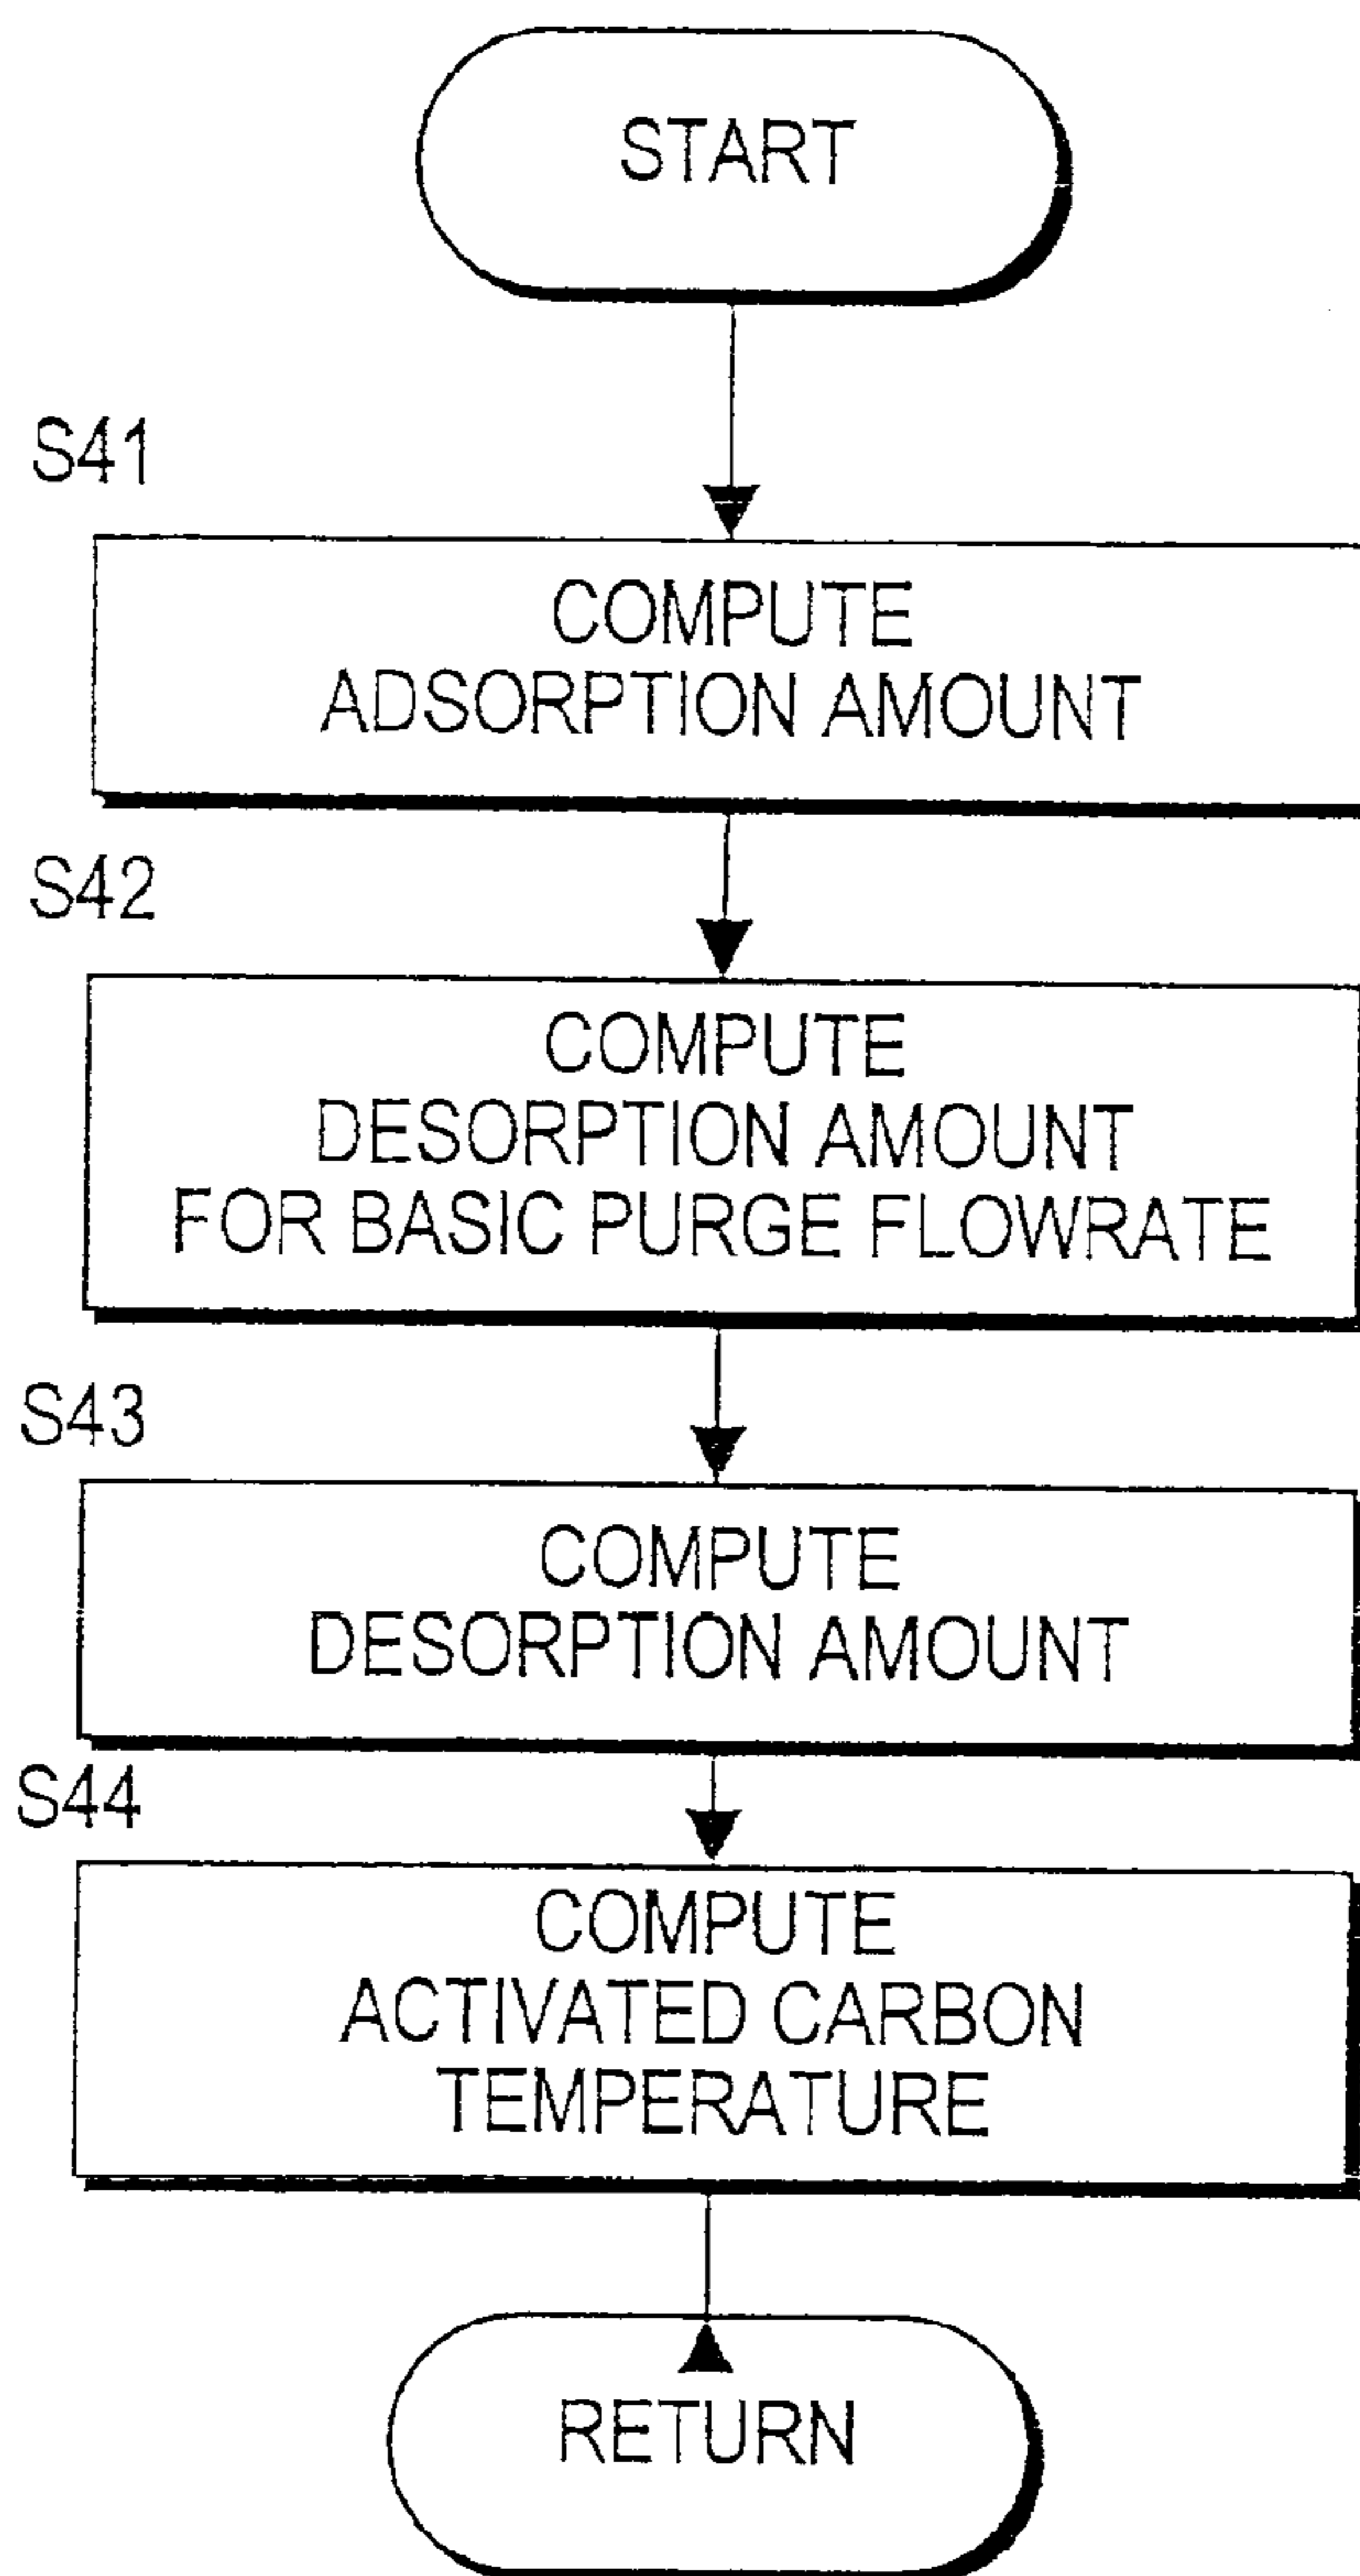 START
S41
COMPUTE
ADSORPTION AMOUNT
S42
COMPUTE
DESORPTION AMOUNT
FOR BASIC PURGE FLOWRATE
S43
COMPUTE
DESORPTION AMOUNT
S44
COMPUTE
ACTIVATED CARBON
TEMPERATURE
RETURN